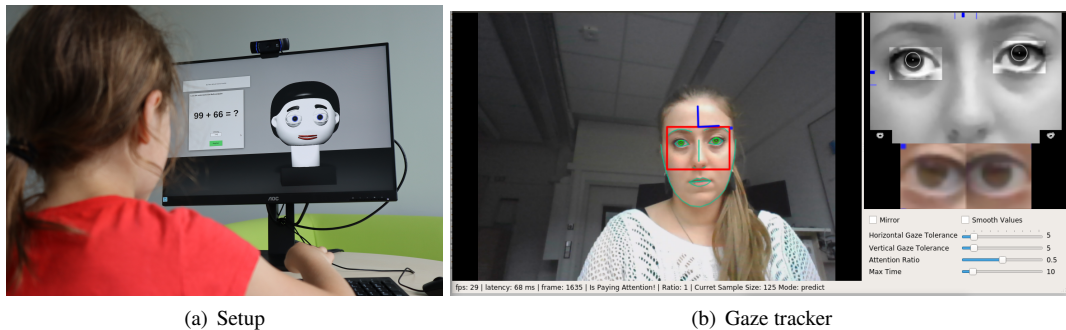 99 + 66 = ?
AOC
Mirror
Smooth Values
Horizontal Gaze Tolerance 5
Vertical Gaze Tolerance 5
Attention Ratio 0.5
Max Time 10
fps: 29 | latency: 68 ms | frame: 1635 | Is Paying Attention! | Ratio: 1 | Curret Sample Size: 125 Mode: predict
(a) Setup
(b) Gaze tracker